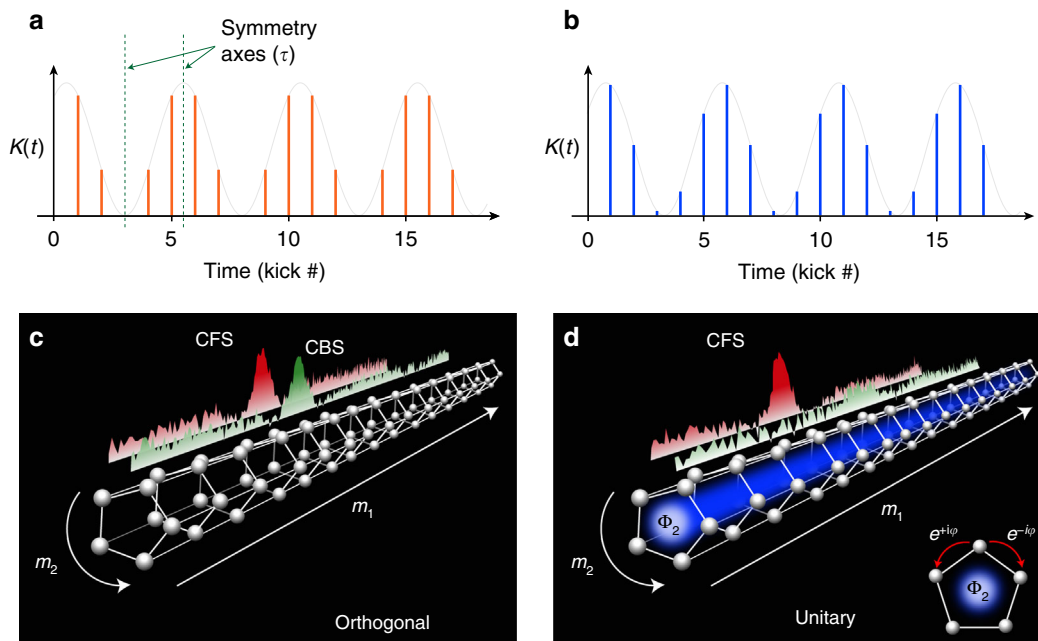 a
Symmetry
axes (τ)
K(t)
0 5 10 15
Time (kick #)
b
K(t)
0 5 10 15
Time (kick #)
c
CFS
CBS
m1
m2
Orthogonal
d
CFS
Φ2
m1
m2
e+iφ e−iφ
Φ2
Unitary